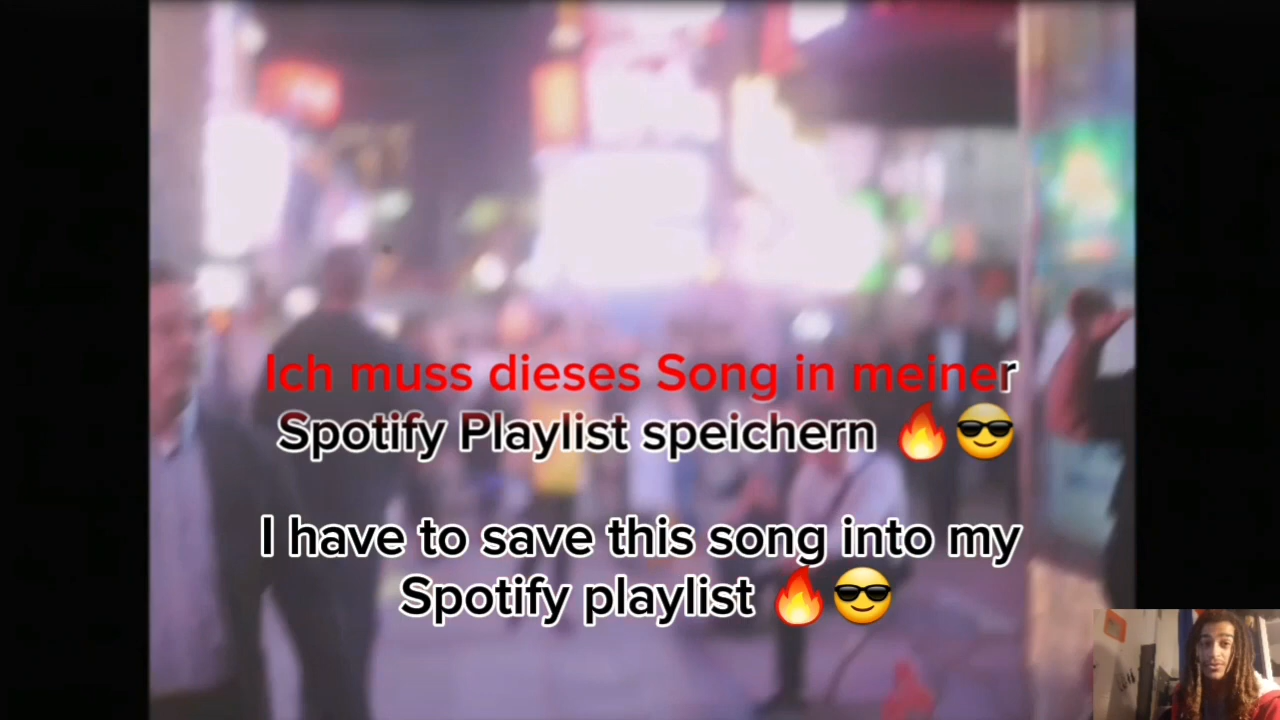 Ich muss dieses Song in meiner
Spotify Playlist speichern 🔥😎
I have to save this song into my
Spotify playlist 🔥😎